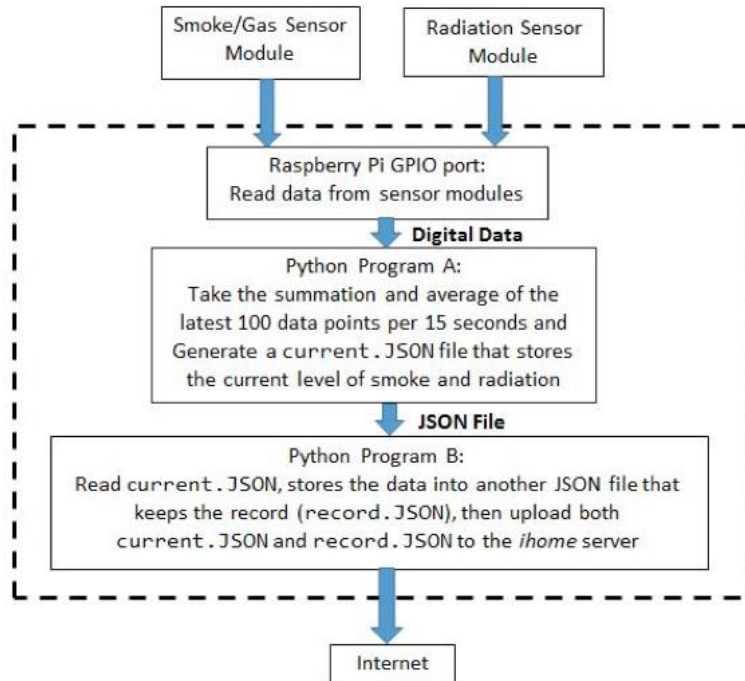 Smoke/Gas Sensor
Module
Radiation Sensor
Module
Raspberry Pi GPIO port:
Read data from sensor modules
Digital Data
Python Program A:
Take the summation and average of the
latest 100 data points per 15 seconds and
Generate a current.JSON file that stores
the current level of smoke and radiation
JSON File
Python Program B:
Read current.JSON, stores the data into another JSON file that
keeps the record (record.JSON), then upload both
current.JSON and record.JSON to the ihome server
Internet